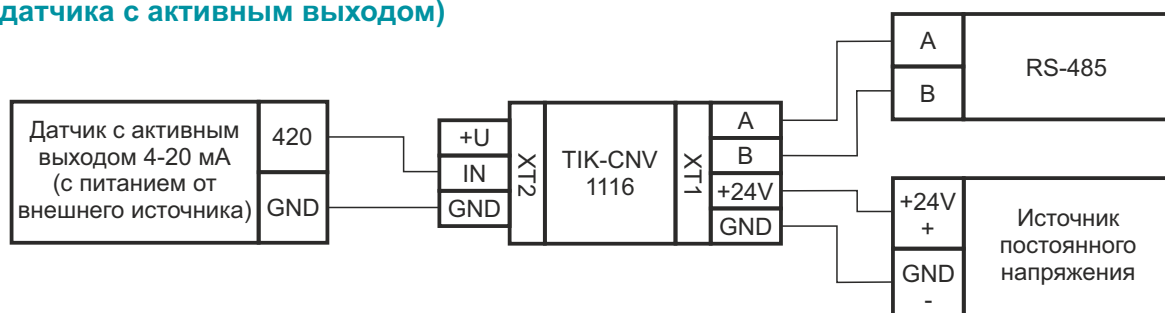 датчика с активным выходом)
Датчик с активным
выходом 4-20 мА
(с питанием от
внешнего источника)
420
GND
+U
IN
GND
XT2
TIK-CNV
1116
XT1
A
B
+24V
GND
A
B
RS-485
+24V
+
GND
-
Источник
постоянного
напряжения